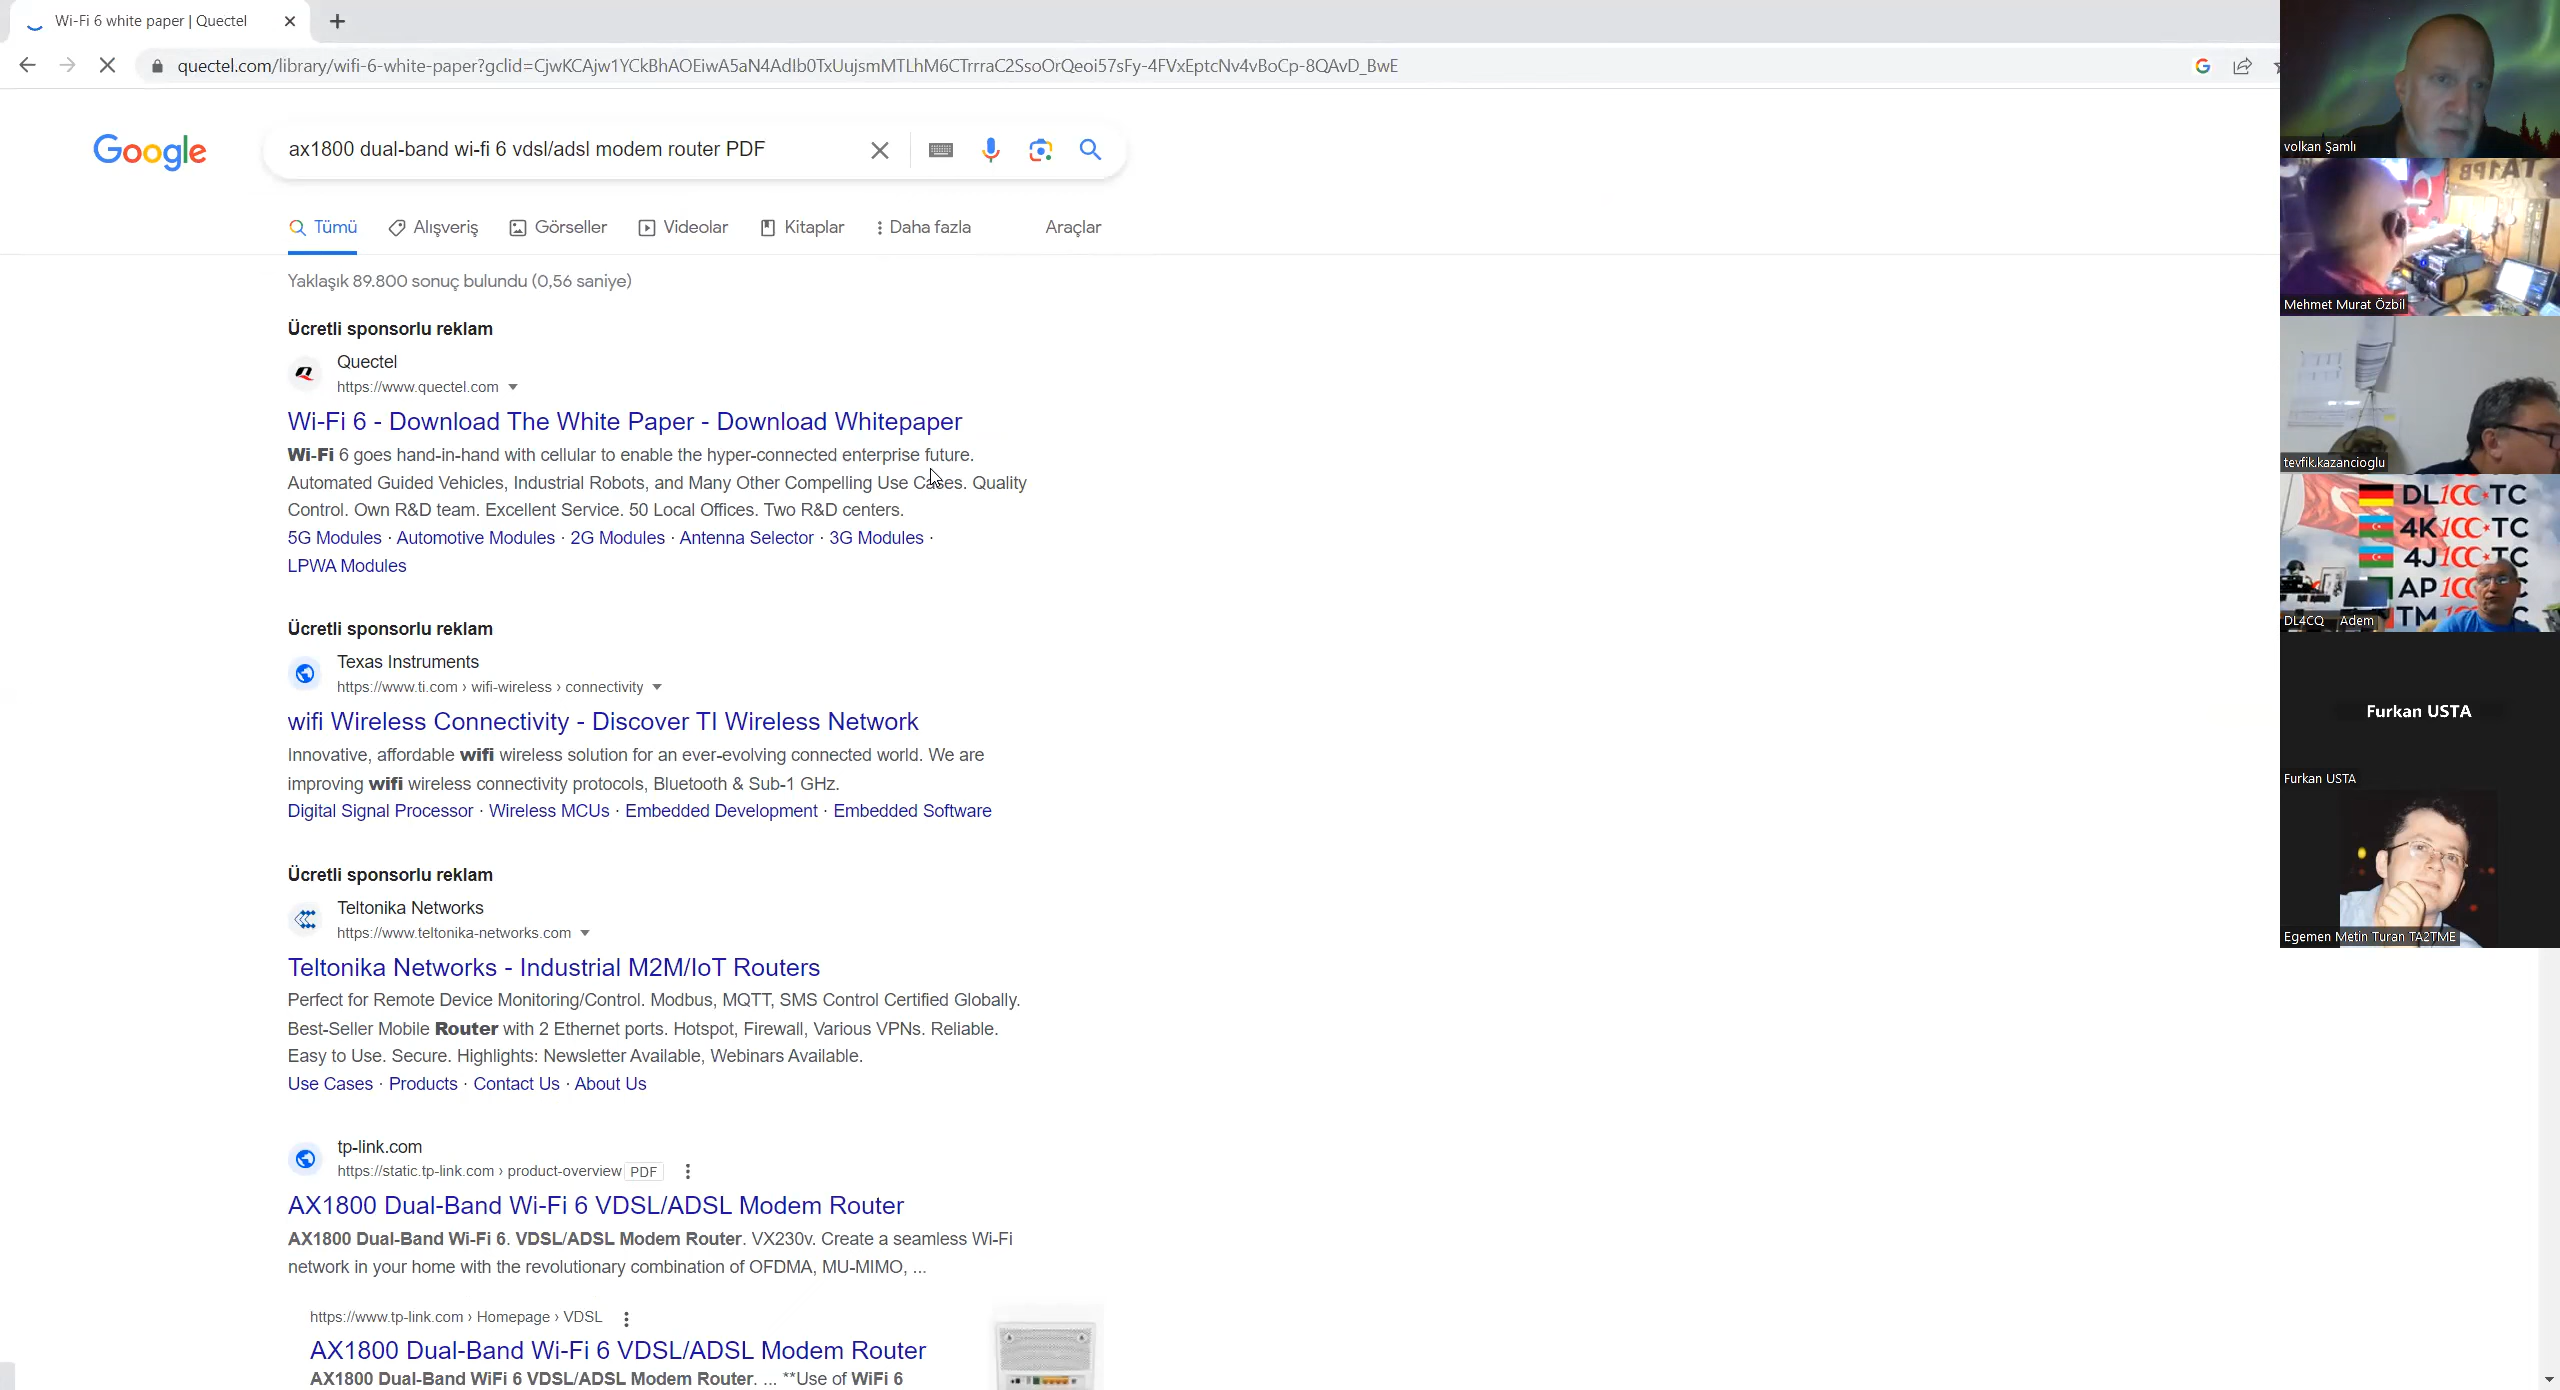 Wi-Fi 6 white paper | Quectel
quectel.com/library/wifi-6-white-paper?gclid=CjwKCAjw1YCkBhAOEiwA5aN4AdIb0TxUujsmMTLhM6CTrrraC2SsoOrQeoi57sFy-4FVxEptcNv4vBoCp-8QAvD_BwE
Google
ax1800 dual-band wi-fi 6 vdsl/adsl modem router PDF
Tümü Alışveriş Görseller Videolar Kitaplar Daha fazla Araçlar
Yaklaşık 89.800 sonuç bulundu (0,56 saniye)
Ücretli sponsorlu reklam
Quectel
https://www.quectel.com
Wi-Fi 6 - Download The White Paper - Download Whitepaper
Wi-Fi 6 goes hand-in-hand with cellular to enable the hyper-connected enterprise future.
Automated Guided Vehicles, Industrial Robots, and Many Other Compelling Use Cases. Quality
Control. Own R&D team. Excellent Service. 50 Local Offices. Two R&D centers.
5G Modules · Automotive Modules · 2G Modules · Antenna Selector · 3G Modules ·
LPWA Modules
Ücretli sponsorlu reklam
Texas Instruments
https://www.ti.com › wifi-wireless › connectivity
wifi Wireless Connectivity - Discover TI Wireless Network
Innovative, affordable wifi wireless solution for an ever-evolving connected world. We are
improving wifi wireless connectivity protocols, Bluetooth & Sub-1 GHz.
Digital Signal Processor · Wireless MCUs · Embedded Development · Embedded Software
Ücretli sponsorlu reklam
Teltonika Networks
https://www.teltonika-networks.com
Teltonika Networks - Industrial M2M/IoT Routers
Perfect for Remote Device Monitoring/Control. Modbus, MQTT, SMS Control Certified Globally.
Best-Seller Mobile Router with 2 Ethernet ports. Hotspot, Firewall, Various VPNs. Reliable.
Easy to Use. Secure. Highlights: Newsletter Available, Webinars Available.
Use Cases · Products · Contact Us · About Us
tp-link.com
https://static.tp-link.com › product-overview PDF
AX1800 Dual-Band Wi-Fi 6 VDSL/ADSL Modem Router
AX1800 Dual-Band Wi-Fi 6. VDSL/ADSL Modem Router. VX230v. Create a seamless Wi-Fi
network in your home with the revolutionary combination of OFDMA, MU-MIMO, ...
https://www.tp-link.com › Homepage › VDSL
AX1800 Dual-Band Wi-Fi 6 VDSL/ADSL Modem Router
AX1800 Dual-Band WiFi 6 VDSL/ADSL Modem Router. ... **Use of WiFi 6
volkan Şamlı
TA1PB
Mehmet Murat Özbil
tevfik.kazancioglu
DL1CC TC
4K1CC TC
4J1CC TC
AP1CC
TM
DL4CQ Adem
Furkan USTA
Furkan USTA
Egemen Metin Turan TA2TME